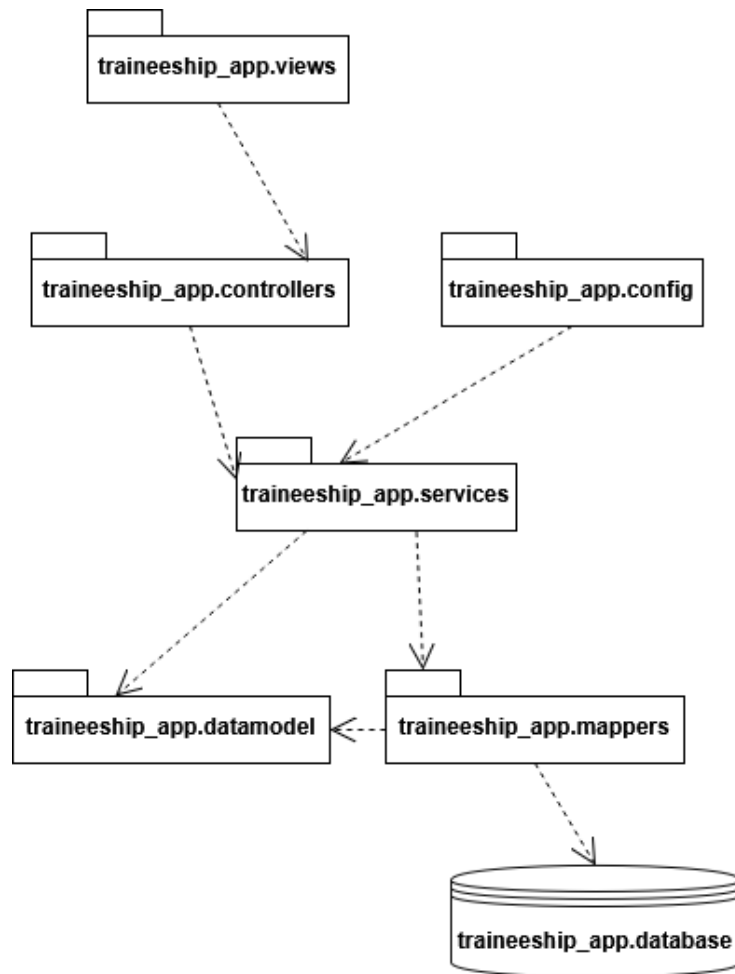 traineeship_app.views
traineeship_app.controllers
traineeship_app.config
traineeship_app.services
traineeship_app.datamodel
traineeship_app.mappers
traineeship_app.database